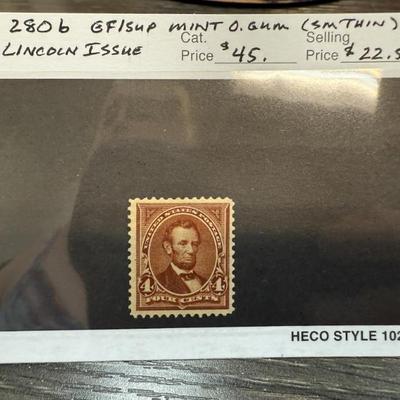 280b GF/Sup MINT O.GUM (SM THIN)
LINCOLN ISSUE Cat. Price $45. Selling Price $22.5
UNITED STATES POSTAGE
4 4
FOUR CENTS
HECO STYLE 102